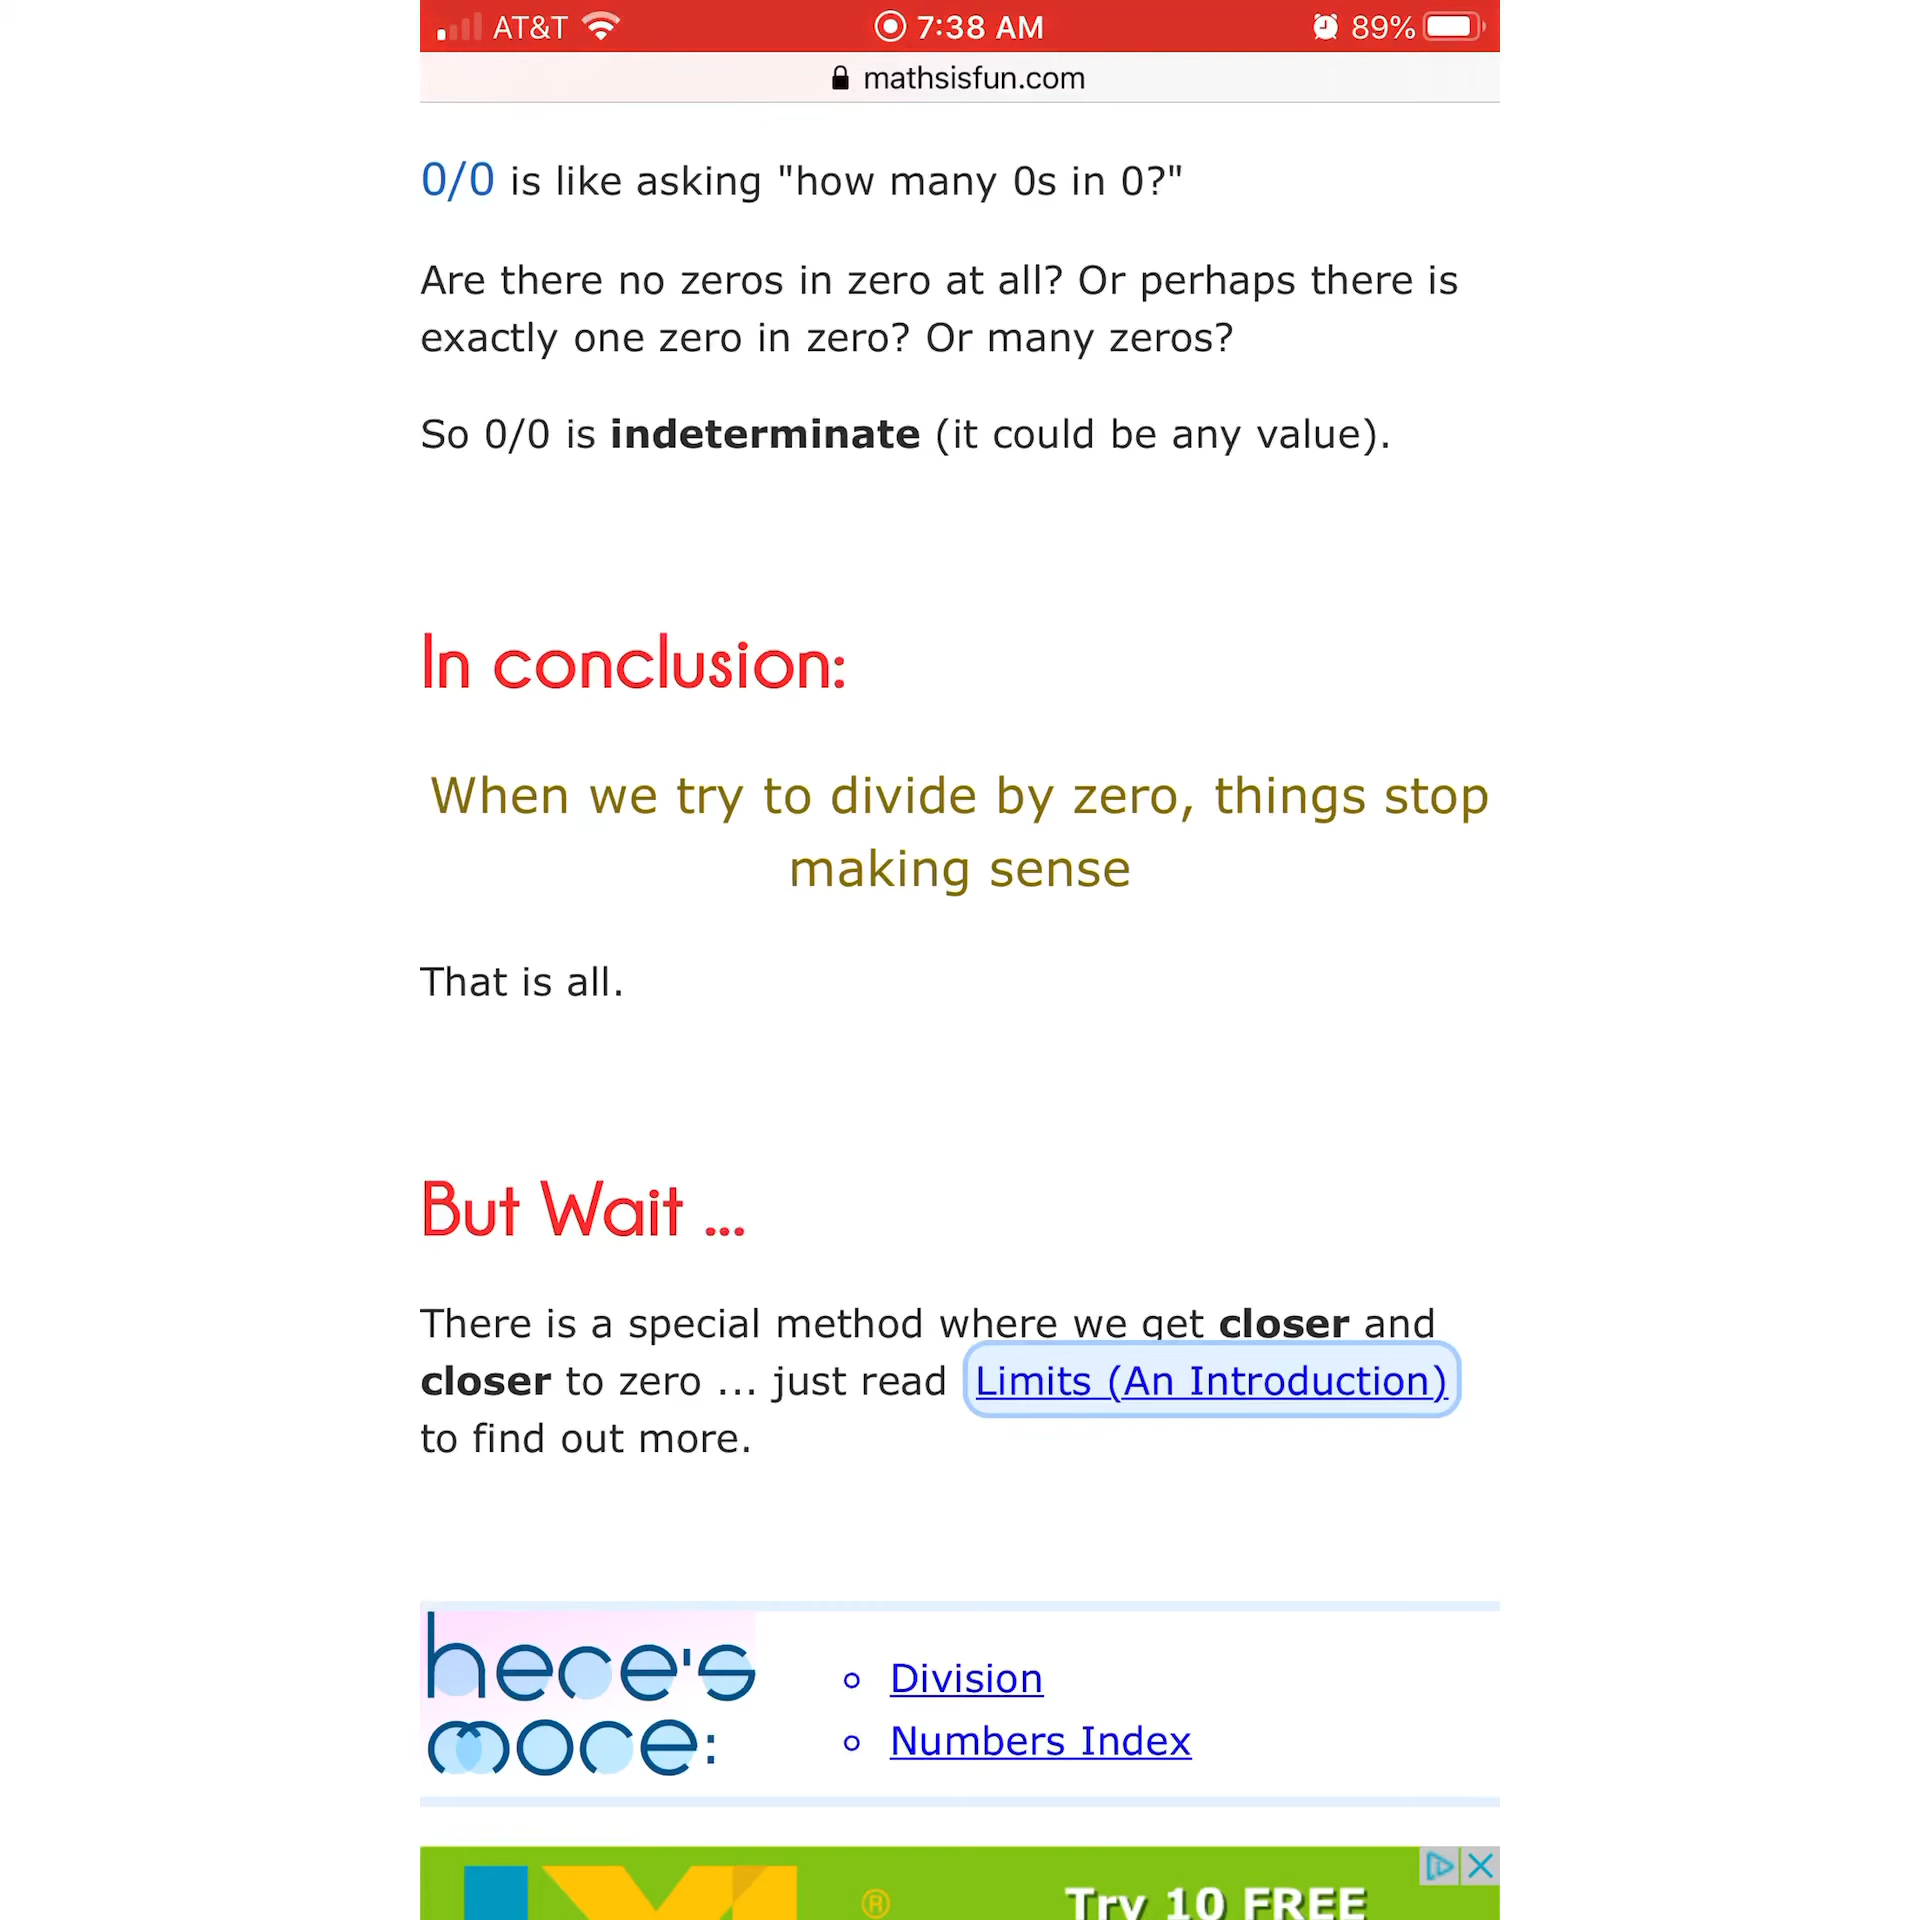 AT&T 7:38 AM 89%
mathsisfun.com
0/0 is like asking "how many 0s in 0?"
Are there no zeros in zero at all? Or perhaps there is
exactly one zero in zero? Or many zeros?
So 0/0 is indeterminate (it could be any value).
In conclusion:
When we try to divide by zero, things stop
making sense
That is all.
But Wait ...
There is a special method where we get closer and
closer to zero ... just read Limits (An Introduction)
to find out more.
here's
more:
Division
Numbers Index
® Try 10 FREE